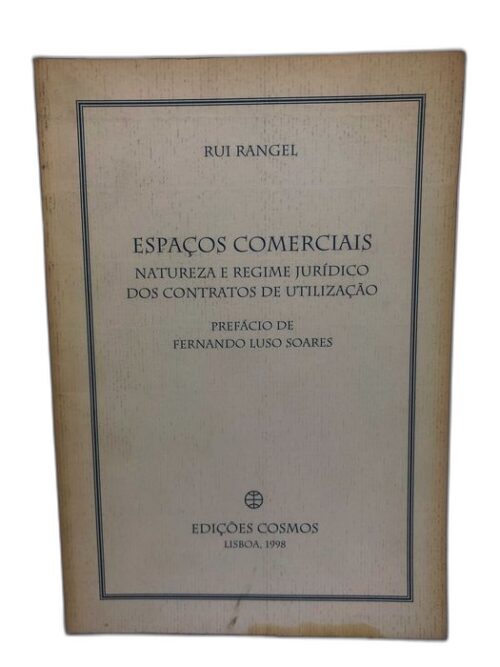 RUI RANGEL
ESPAÇOS COMERCIAIS
NATUREZA E REGIME JURÍDICO
DOS CONTRATOS DE UTILIZAÇÃO
PREFÁCIO DE
FERNANDO LUSO SOARES
EDIÇÕES COSMOS
LISBOA, 1998